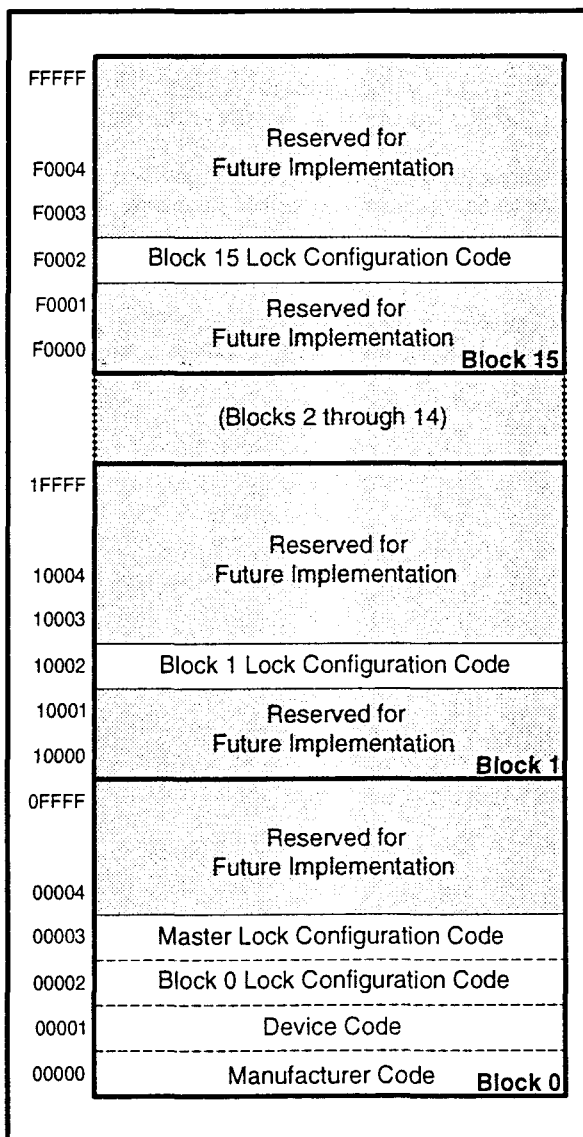 FFFFF
Reserved for
F0004 Future Implementation
F0003
F0002 Block 15 Lock Configuration Code
F0001 Reserved for
F0000 Future Implementation
Block 15
(Blocks 2 through 14)
1FFFF
Reserved for
10004 Future Implementation
10003
10002 Block 1 Lock Configuration Code
10001 Reserved for
10000 Future Implementation
Block 1
0FFFF
Reserved for
Future Implementation
00004
00003 Master Lock Configuration Code
00002 Block 0 Lock Configuration Code
00001 Device Code
00000 Manufacturer Code Block 0